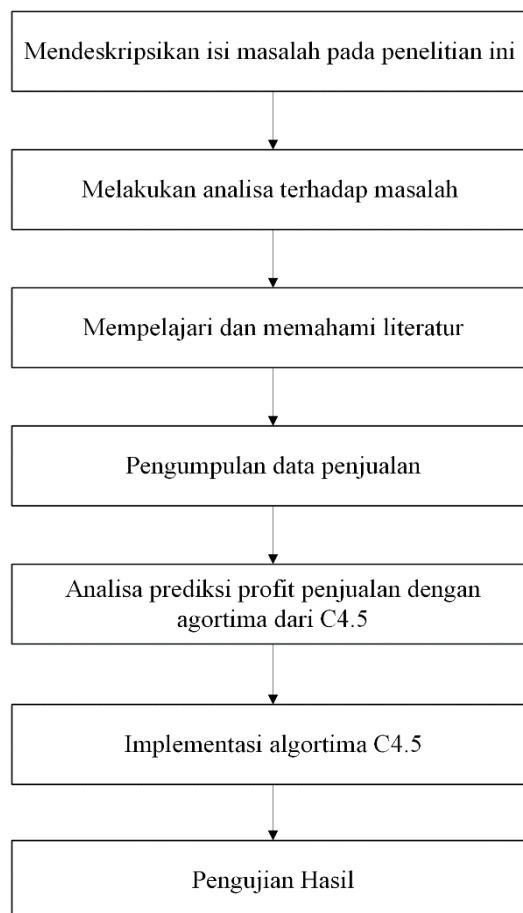 Mendeskripsikan isi masalah pada penelitian ini
Melakukan analisa terhadap masalah
Mempelajari dan memahami literatur
Pengumpulan data penjualan
Analisa prediksi profit penjualan dengan
agortima dari C4.5
Implementasi algortima C4.5
Pengujian Hasil